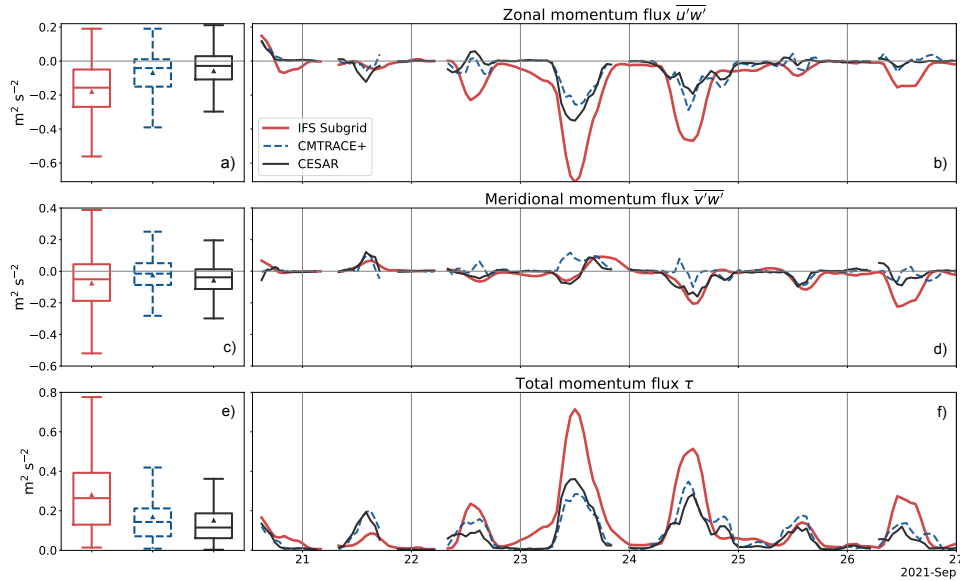 Zonal momentum flux u'w'
0.2
0.0
−0.2
−0.4
−0.6
m² s⁻²
a)
IFS Subgrid
CMTRACE+
CESAR
b)
Meridional momentum flux v'w'
0.4
0.2
0.0
−0.2
−0.4
−0.6
m² s⁻²
c)
d)
Total momentum flux τ
0.8
0.6
0.4
0.2
0.0
m² s⁻²
e)
f)
21 22 23 24 25 26 27
2021-Sep